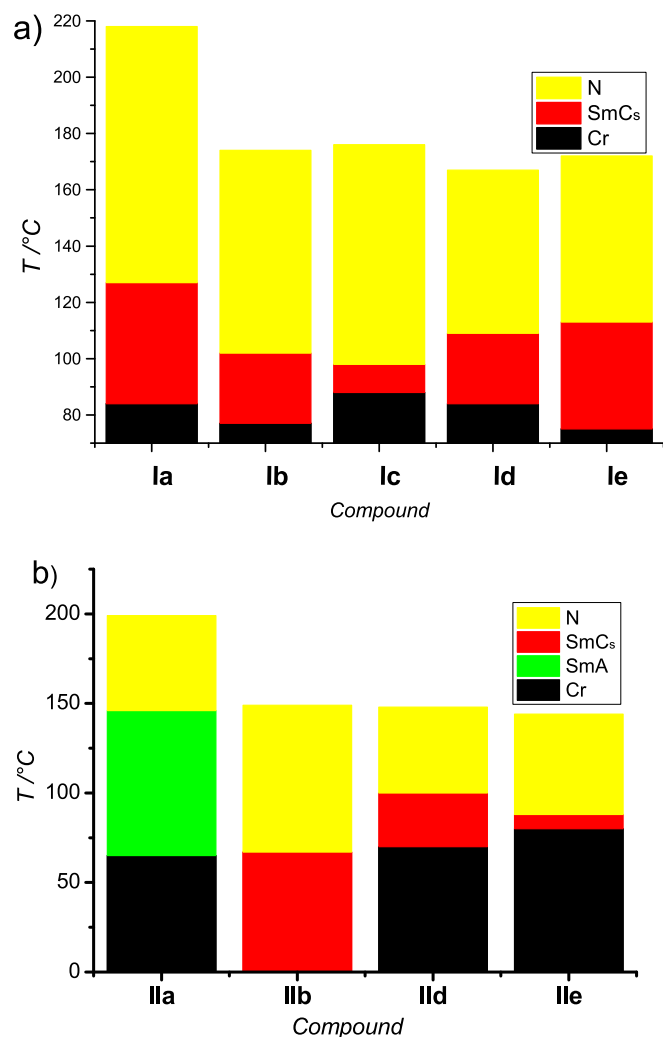 a)
220
200
180
160
140
120
100
80
T /°C
N
SmCs
Cr
Ia Ib Ic Id Ie
Compound
b)
200
150
100
50
0
T /°C
N
SmCs
SmA
Cr
IIa IIb IId IIe
Compound